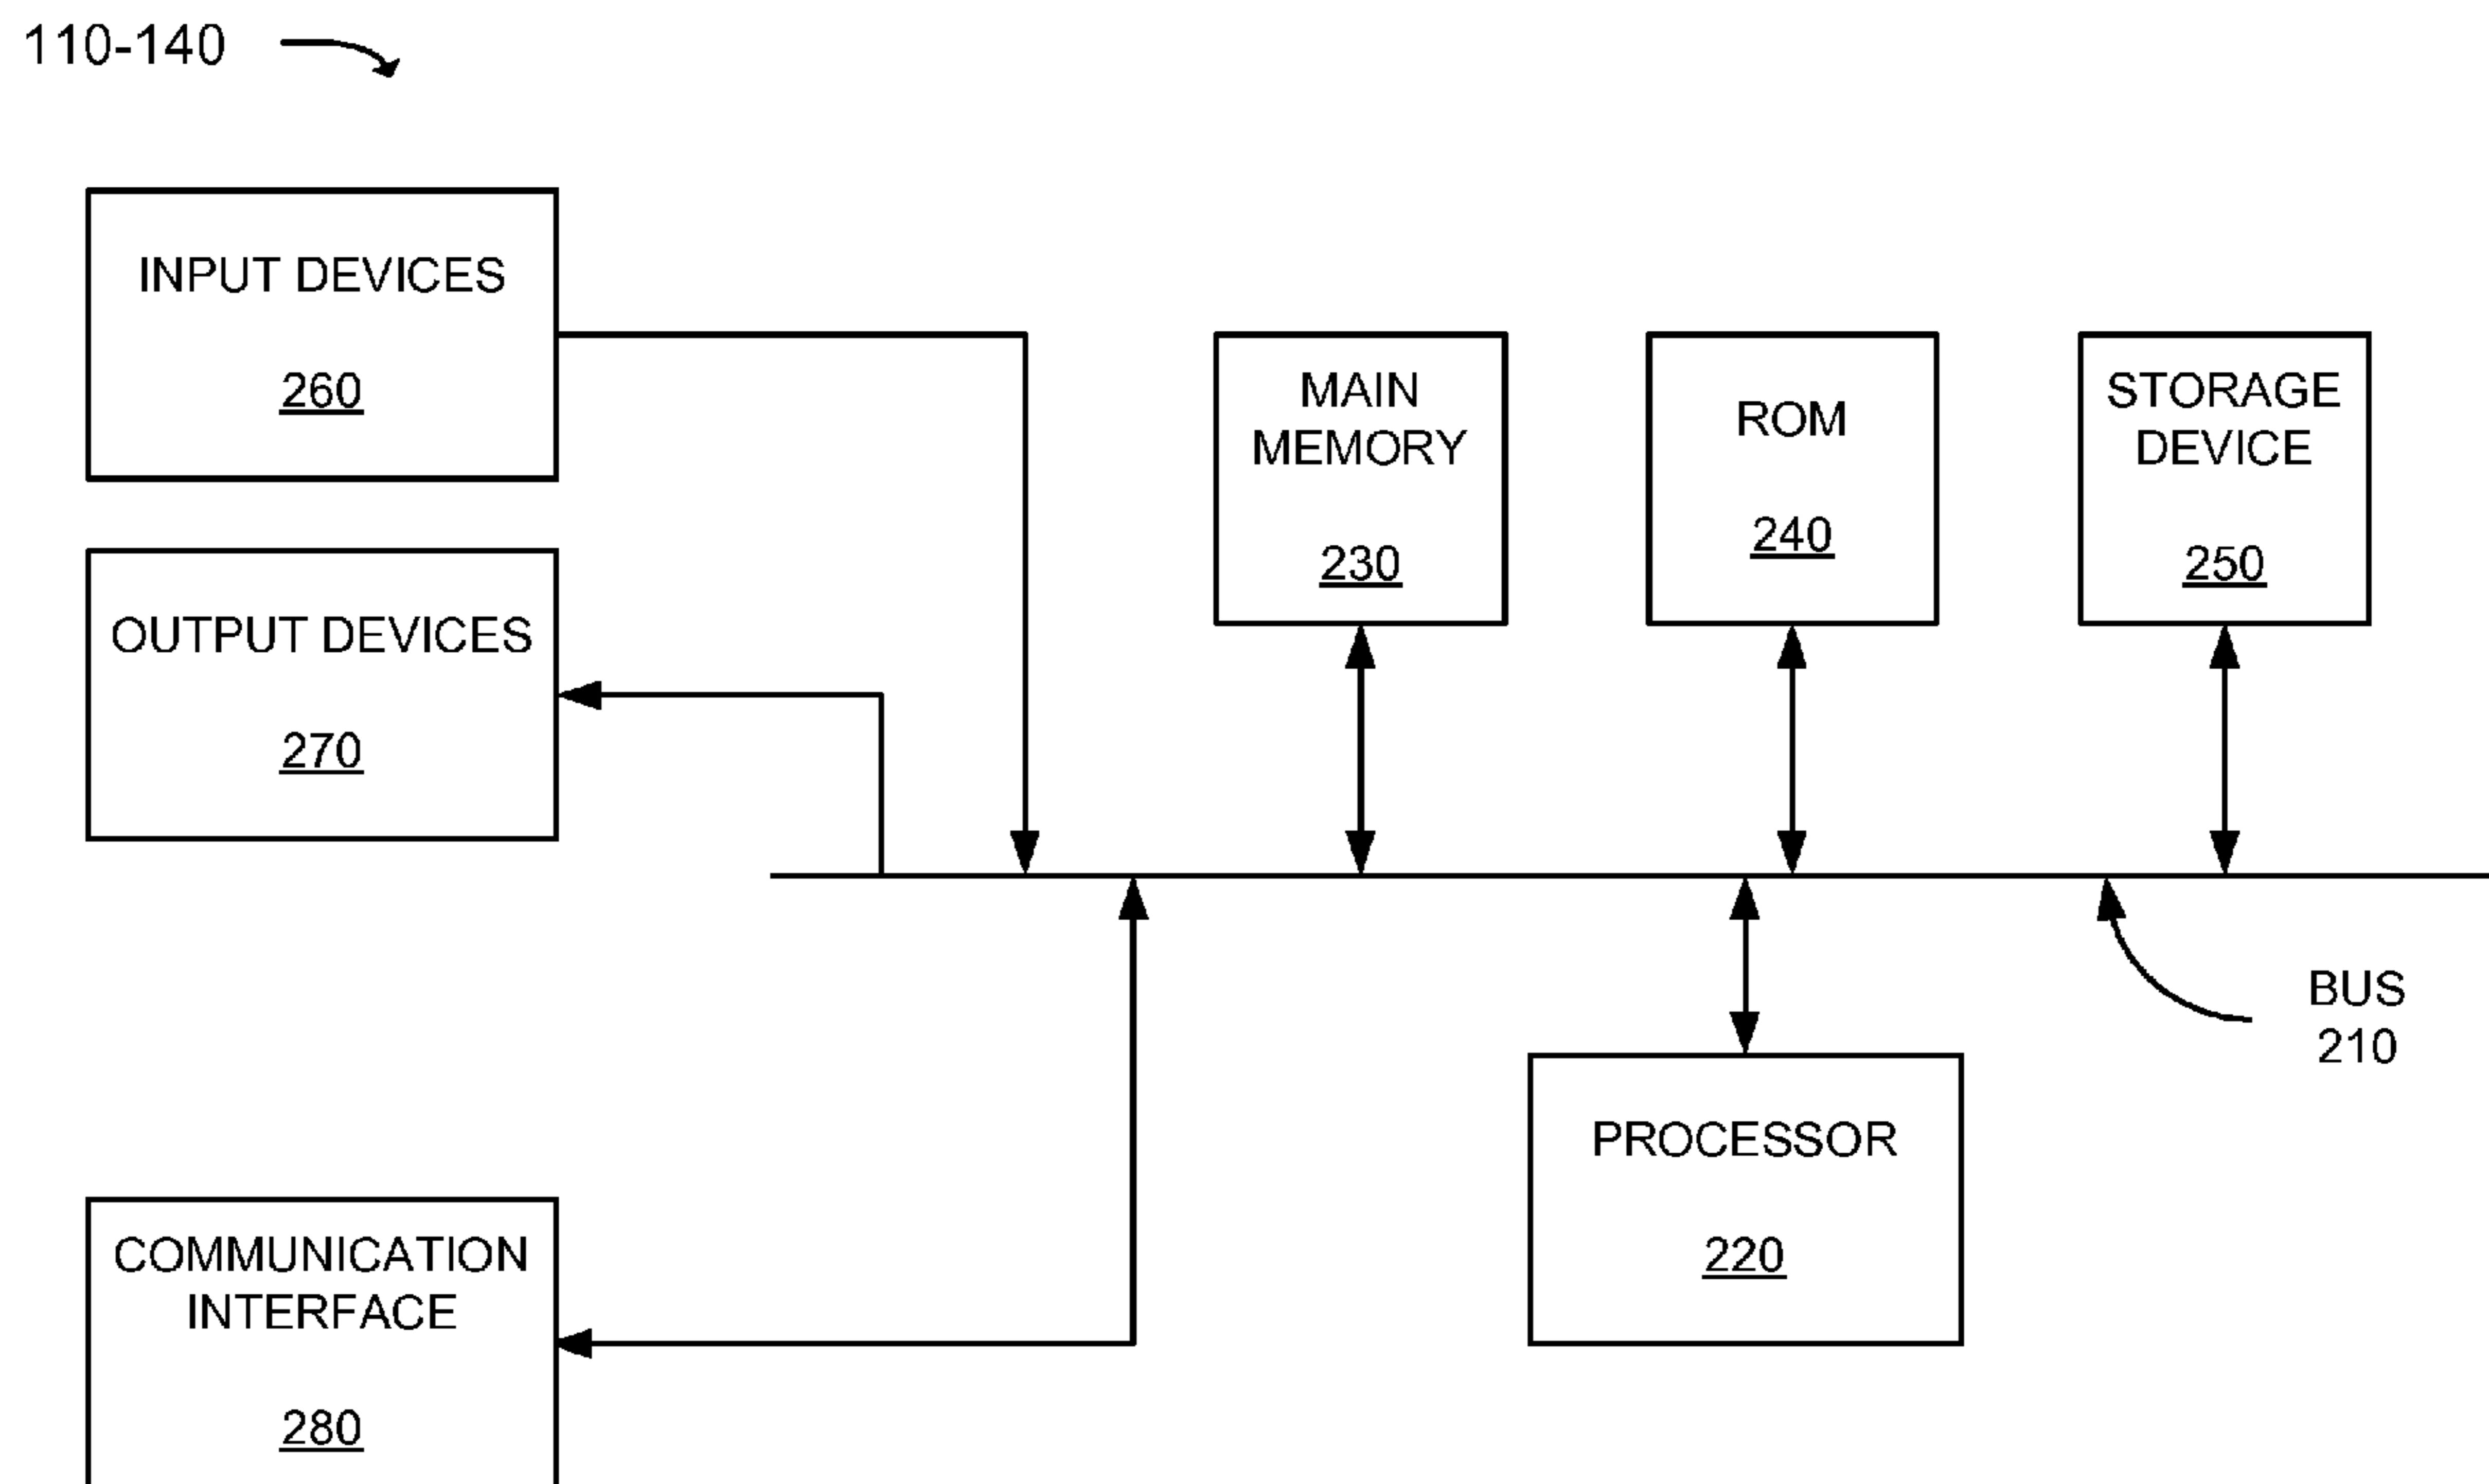 110-140
INPUT DEVICES
260
OUTPUT DEVICES
270
MAIN
MEMORY
230
ROM
240
STORAGE
DEVICE
250
BUS
210
PROCESSOR
220
COMMUNICATION
INTERFACE
280